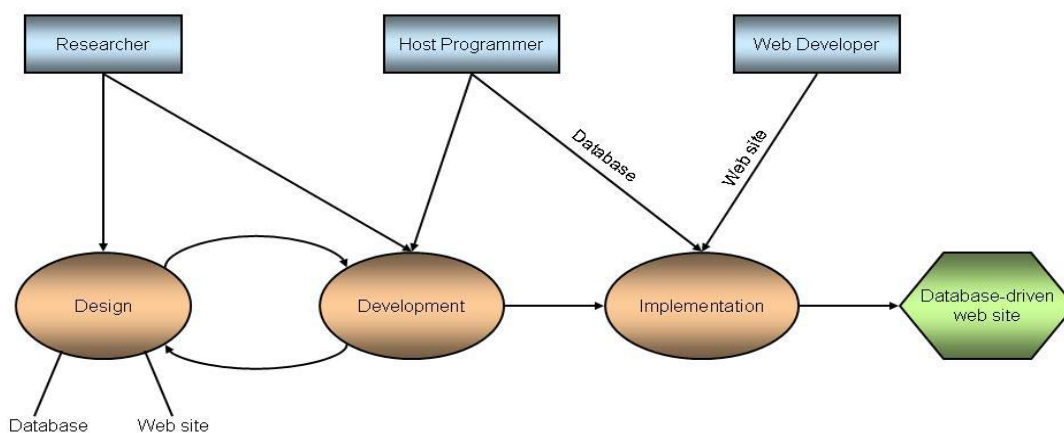 Researcher
Host Programmer
Web Developer
Database
Web site
Design
Development
Implementation
Database-driven
web site
Database
Web site